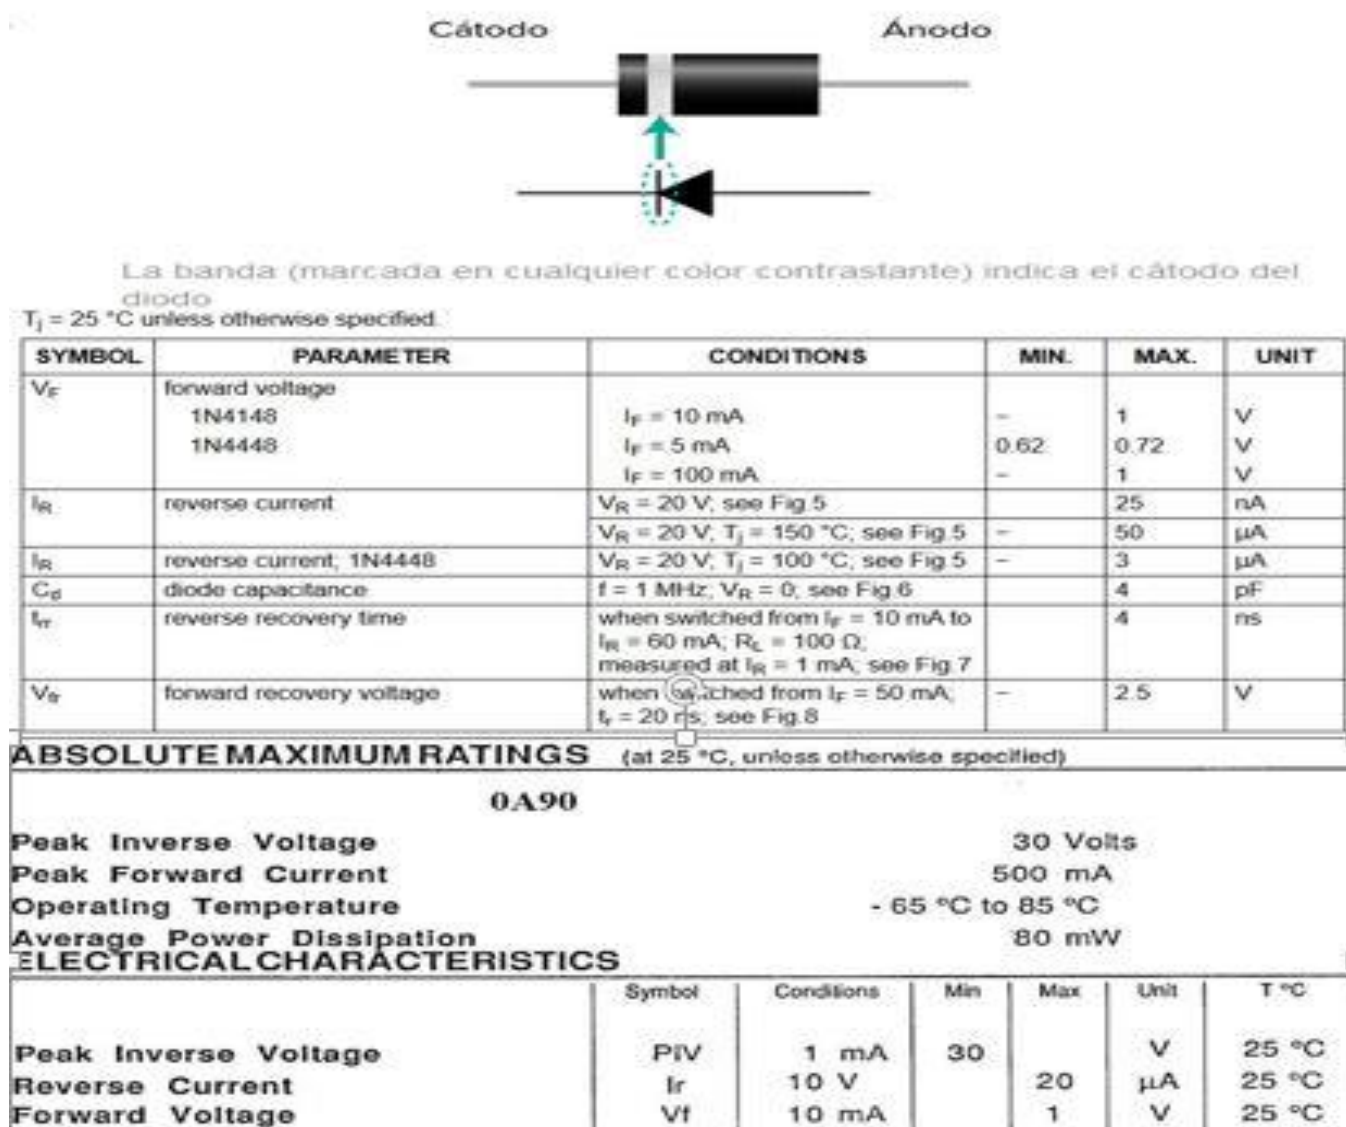 Cátodo Ánodo
La banda (marcada en cualquier color contrastante) indica el cátodo del
diodo
Tj = 25 °C unless otherwise specified.
SYMBOL PARAMETER CONDITIONS MIN. MAX. UNIT
VF forward voltage
1N4148 IF = 10 mA – 1 V
1N4448 IF = 5 mA 0.62 0.72 V
IF = 100 mA – 1 V
IR reverse current VR = 20 V; see Fig.5 25 nA
VR = 20 V; Tj = 150 °C; see Fig.5 – 50 μA
IR reverse current; 1N4448 VR = 20 V; Tj = 100 °C; see Fig.5 – 3 μA
Cd diode capacitance f = 1 MHz; VR = 0; see Fig.6 4 pF
trr reverse recovery time when switched from IF = 10 mA to 4 ns
IR = 60 mA; RL = 100 Ω;
measured at IR = 1 mA; see Fig.7
Vfr forward recovery voltage when switched from IF = 50 mA; – 2.5 V
tr = 20 ns; see Fig.8
ABSOLUTE MAXIMUM RATINGS (at 25 °C, unless otherwise specified)
0A90
Peak Inverse Voltage 30 Volts
Peak Forward Current 500 mA
Operating Temperature - 65 °C to 85 °C
Average Power Dissipation 80 mW
ELECTRICAL CHARACTERISTICS
Symbol Conditions Min Max Unit T °C
Peak Inverse Voltage PIV 1 mA 30 V 25 °C
Reverse Current Ir 10 V 20 μA 25 °C
Forward Voltage Vf 10 mA 1 V 25 °C